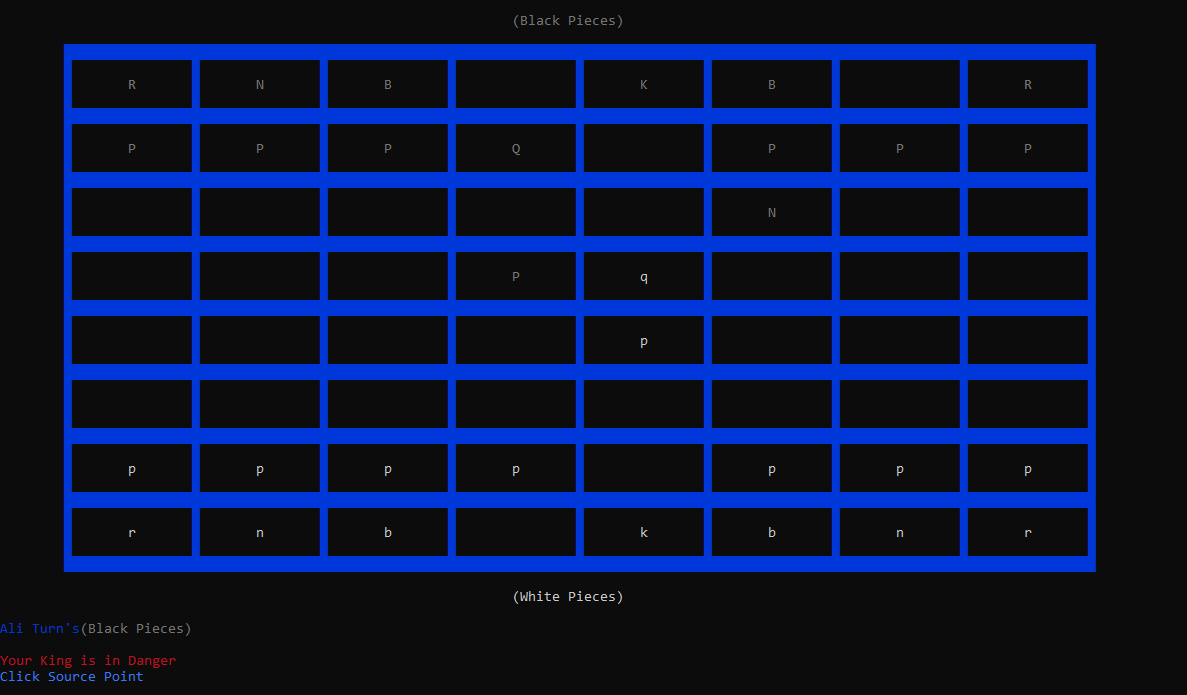 (Black Pieces)
R N B K B R
P P P Q P P P
N
P q
p
p p p p p p p
r n b k b n r
(White Pieces)
Ali Turn's(Black Pieces)
Your King is in Danger
Click Source Point